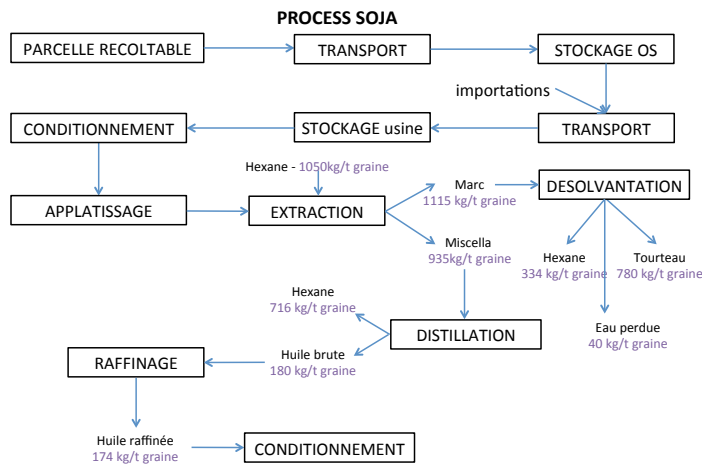 PROCESS SOJA
PARCELLE RECOLTABLE
TRANSPORT
STOCKAGE OS
importations
CONDITIONNEMENT
STOCKAGE usine
TRANSPORT
Hexane - 1050kg/t graine
APPLATISSAGE
EXTRACTION
Marc
1115 kg/t graine
DESOLVANTATION
Miscella
935kg/t graine
Hexane
334 kg/t graine
Tourteau
780 kg/t graine
Eau perdue
40 kg/t graine
Hexane
716 kg/t graine
DISTILLATION
Huile brute
180 kg/t graine
RAFFINAGE
Huile raffinée
174 kg/t graine
CONDITIONNEMENT